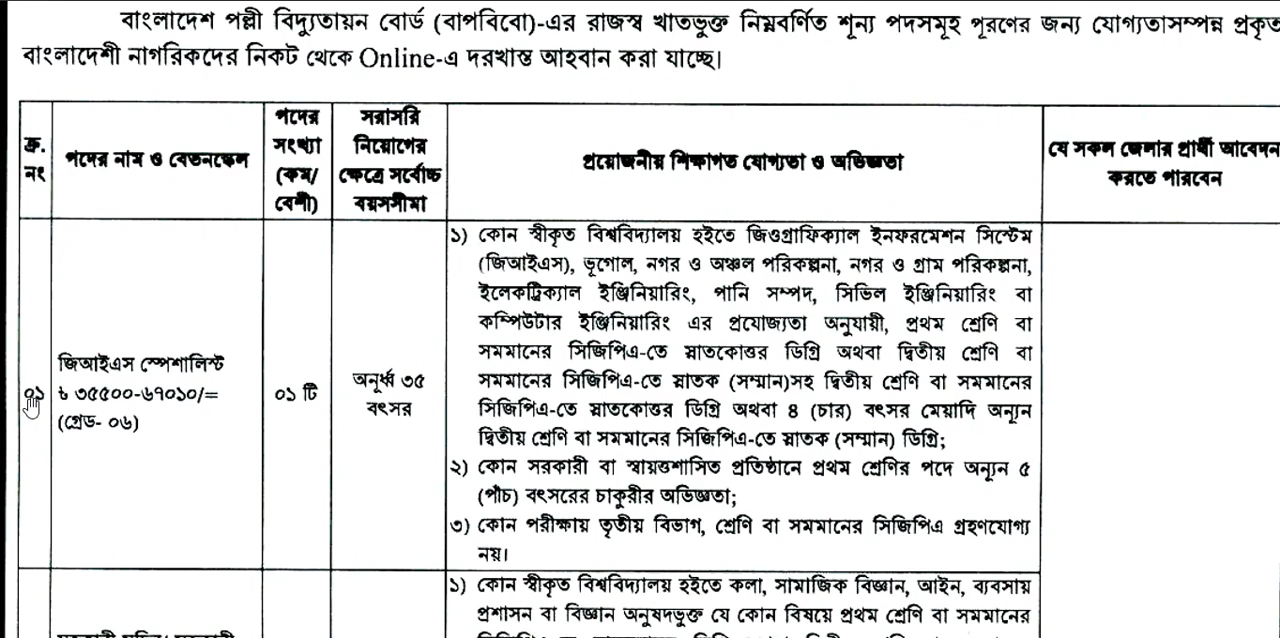 বাংলাদেশ পল্লী বিদ্যুতায়ন বোর্ড (বাপবিবো)-এর রাজস্ব খাতভুক্ত নিম্নবর্ণিত শূন্য পদসমূহ পূরণের জন্য যোগ্যতাসম্পন্ন প্রকৃত
বাংলাদেশী নাগরিকদের নিকট থেকে Online-এ দরখাস্ত আহবান করা যাচ্ছে।
ক্র.
নং
পদের নাম ও বেতনস্কেল
পদের
সংখ্যা
(কম/
বেশী)
সরাসরি
নিয়োগের
ক্ষেত্রে সর্বোচ্চ
বয়সসীমা
প্রয়োজনীয় শিক্ষাগত যোগ্যতা ও অভিজ্ঞতা
যে সকল জেলার প্রার্থী আবেদন
করতে পারবেন
০১
জিআইএস স্পেশালিস্ট
৳ ৩৫৫০০-৬৭০১০/=
(গ্রেড- ০৬)
০১ টি
অনূর্ধ্ব ৩৫
বৎসর
১) কোন স্বীকৃত বিশ্ববিদ্যালয় হইতে জিওগ্রাফিক্যাল ইনফরমেশন সিস্টেম
(জিআইএস), ভূগোল, নগর ও অঞ্চল পরিকল্পনা, নগর ও গ্রাম পরিকল্পনা,
ইলেকট্রিক্যাল ইঞ্জিনিয়ারিং, পানি সম্পদ, সিভিল ইঞ্জিনিয়ারিং বা
কম্পিউটার ইঞ্জিনিয়ারিং এর প্রযোজ্যতা অনুযায়ী, প্রথম শ্রেণি বা
সমমানের সিজিপিএ-তে স্নাতকোত্তর ডিগ্রি অথবা দ্বিতীয় শ্রেণি বা
সমমানের সিজিপিএ-তে স্নাতক (সম্মান)সহ দ্বিতীয় শ্রেণি বা সমমানের
সিজিপিএ-তে স্নাতকোত্তর ডিগ্রি অথবা ৪ (চার) বৎসর মেয়াদি অন্যূন
দ্বিতীয় শ্রেণি বা সমমানের সিজিপিএ-তে স্নাতক (সম্মান) ডিগ্রি;
২) কোন সরকারী বা স্বায়ত্তশাসিত প্রতিষ্ঠানে প্রথম শ্রেণির পদে অন্যূন ৫
(পাঁচ) বৎসরের চাকুরীর অভিজ্ঞতা;
৩) কোন পরীক্ষায় তৃতীয় বিভাগ, শ্রেণি বা সমমানের সিজিপিএ গ্রহণযোগ্য
নয়।
১) কোন স্বীকৃত বিশ্ববিদ্যালয় হইতে কলা, সামাজিক বিজ্ঞান, আইন, ব্যবসায়
প্রশাসন বা বিজ্ঞান অনুষদভুক্ত যে কোন বিষয়ে প্রথম শ্রেণি বা সমমানের